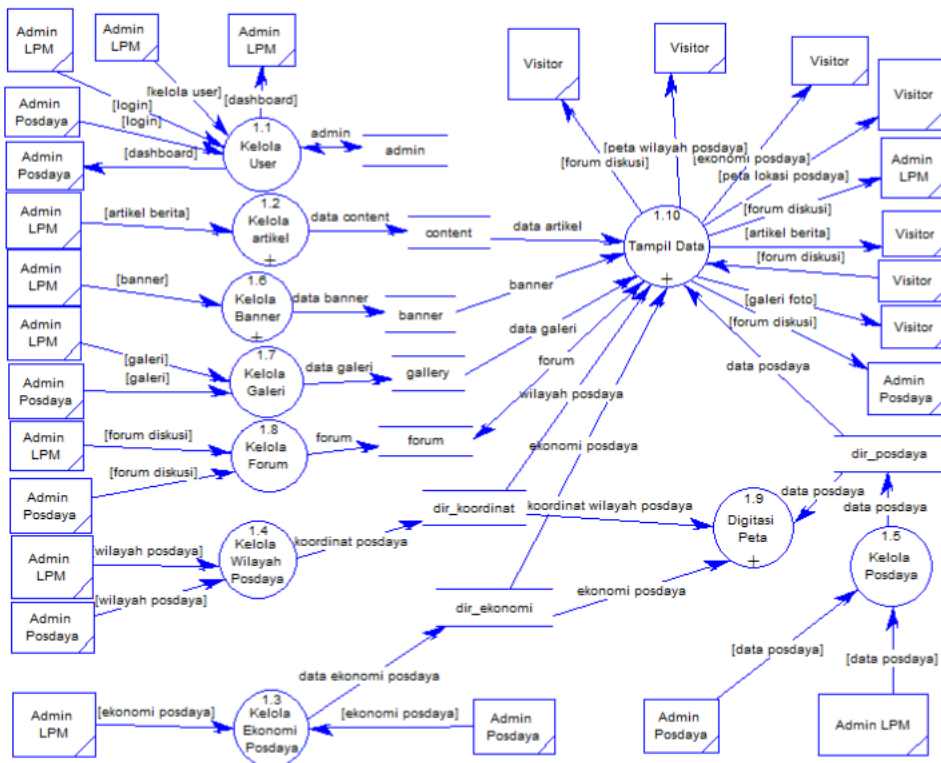 Admin
LPM
Admin
LPM
Admin
LPM
Visitor
Visitor
Visitor
Visitor
[kelola user]
[dashboard]
[login]
[login]
Admin
Posdaya
1.1
Kelola
User
admin
admin
[dashboard]
Admin
Posdaya
[peta wilayah posdaya]
[forum diskusi]
[ekonomi posdaya]
[peta lokasi posdaya]
Admin
LPM
Admin
LPM
[artikel berita]
1.2
Kelola
artikel
data content
content
data artikel
1.10
Tampil Data
[forum diskusi]
[artikel berita]
Visitor
[forum diskusi]
Visitor
Admin
LPM
[banner]
1.6
Kelola
Banner
data banner
banner
banner
[galeri foto]
[forum diskusi]
Visitor
Admin
LPM
[galeri]
[galeri]
1.7
Kelola
Galeri
data galeri
gallery
data galeri
forum
data posdaya
Admin
Posdaya
Admin
Posdaya
wilayah posdaya
Admin
LPM
[forum diskusi]
1.8
Kelola
Forum
forum
forum
ekonomi posdaya
dir_posdaya
[forum diskusi]
Admin
Posdaya
data posdaya
data posdaya
dir_koordinat
koordinat wilayah posdaya
1.9
Digitasi
Peta
1.4
Kelola
Wilayah
Posdaya
koordinat posdaya
1.5
Kelola
Posdaya
Admin
LPM
wilayah posdaya]
[wilayah posdaya]
Admin
Posdaya
dir_ekonomi
ekonomi posdaya
data ekonomi posdaya
[data posdaya]
[data posdaya]
Admin
LPM
[ekonomi posdaya]
1.3
Kelola
Ekonomi
Posdaya
[ekonomi posdaya]
Admin
Posdaya
Admin
Posdaya
Admin LPM